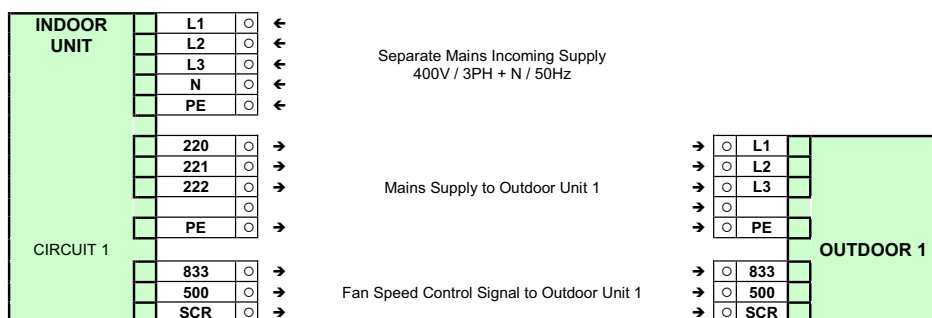 INDOOR
UNIT
L1 ○ ←
L2 ○ ←
L3 ○ ←
N ○ ←
PE ○ ←
Separate Mains Incoming Supply
400V / 3PH + N / 50Hz
220 ○ → → ○ L1
221 ○ → → ○ L2
222 ○ → Mains Supply to Outdoor Unit 1 → ○ L3
○ → ○
PE ○ → → ○ PE
CIRCUIT 1
OUTDOOR 1
833 ○ → → ○ 833
500 ○ → Fan Speed Control Signal to Outdoor Unit 1 → ○ 500
SCR ○ → → ○ SCR